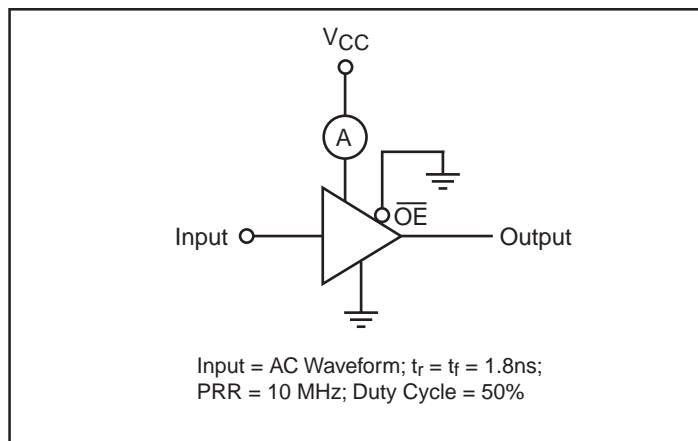 VCC
A
OE
Input
Output
Input = AC Waveform; tr = tf = 1.8ns;
PRR = 10 MHz; Duty Cycle = 50%